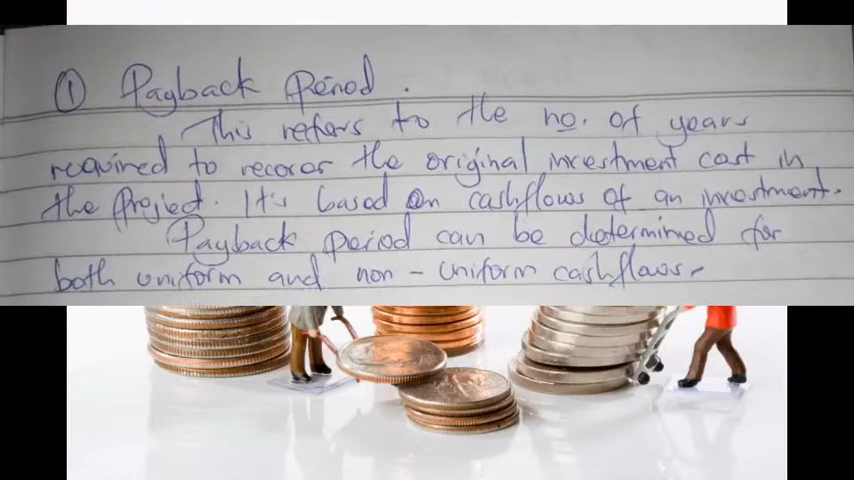 ① Payback Period.
This refers to the no. of years
required to recover the original investment cost in
the project. It's based on cashflows of an investment.
Payback period can be determined for
both uniform and non-uniform cashflows.